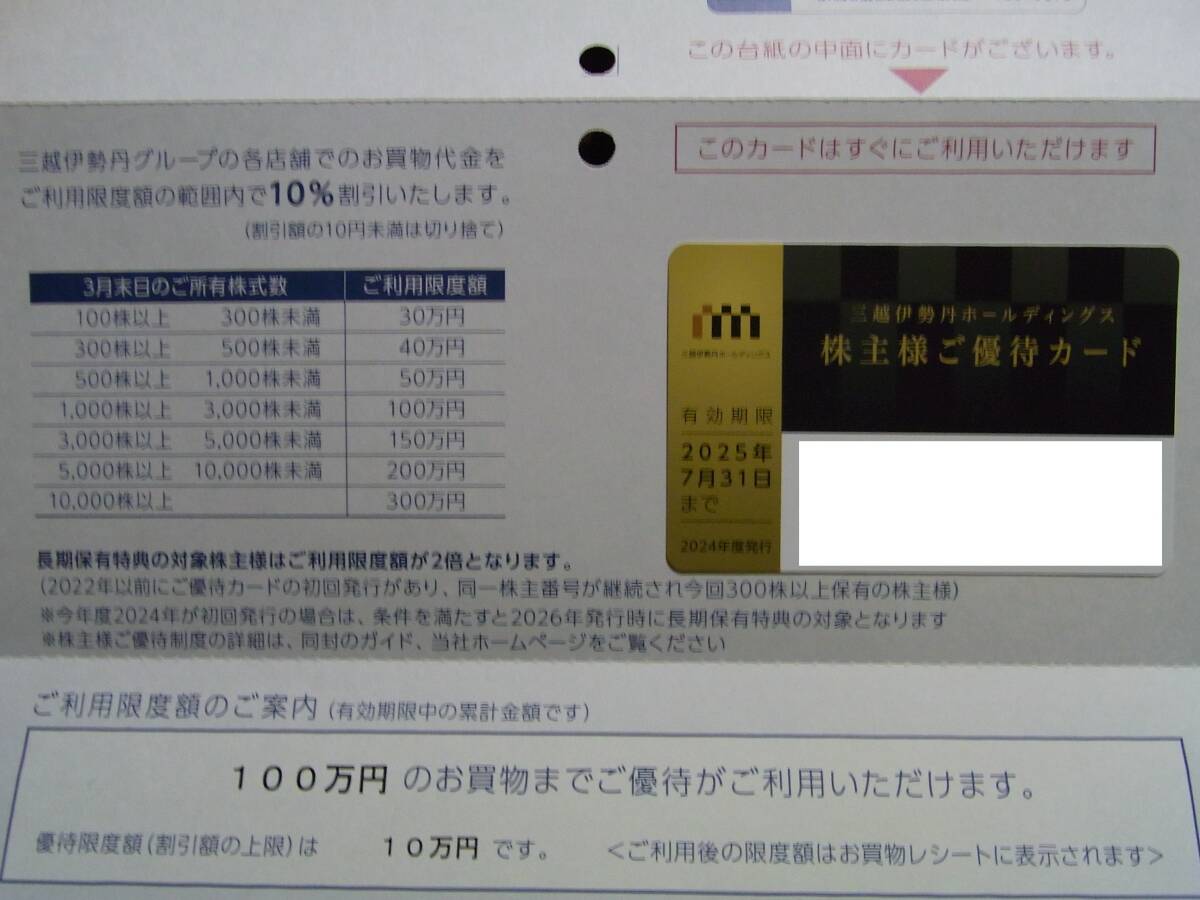 この台紙の中面にカードがございます。
このカードはすぐにご利用いただけます
三越伊勢丹グループの各店舗でのお買物代金を
ご利用限度額の範囲内で10%割引いたします。
(割引額の10円未満は切り捨て)
3月末日のご所有株式数 ご利用限度額
100株以上 300株未満 30万円
300株以上 500株未満 40万円
500株以上 1,000株未満 50万円
1,000株以上 3,000株未満 100万円
3,000株以上 5,000株未満 150万円
5,000株以上 10,000株未満 200万円
10,000株以上 300万円
三越伊勢丹ホールディングス
三越伊勢丹ホールディングス
株主様ご優待カード
有効期限
2025年
7月31日
まで
2024年度発行
長期保有特典の対象株主様はご利用限度額が2倍となります。
(2022年以前にご優待カードの初回発行があり、同一株主番号が継続され今回300株以上保有の株主様)
※今年度2024年が初回発行の場合は、条件を満たすと2026年発行時に長期保有特典の対象となります
※株主様ご優待制度の詳細は、同封のガイド、当社ホームページをご覧ください
ご利用限度額のご案内 (有効期限中の累計金額です)
100万円 のお買物までご優待がご利用いただけます。
優待限度額(割引額の上限)は 10万円 です。 <ご利用後の限度額はお買物レシートに表示されます>